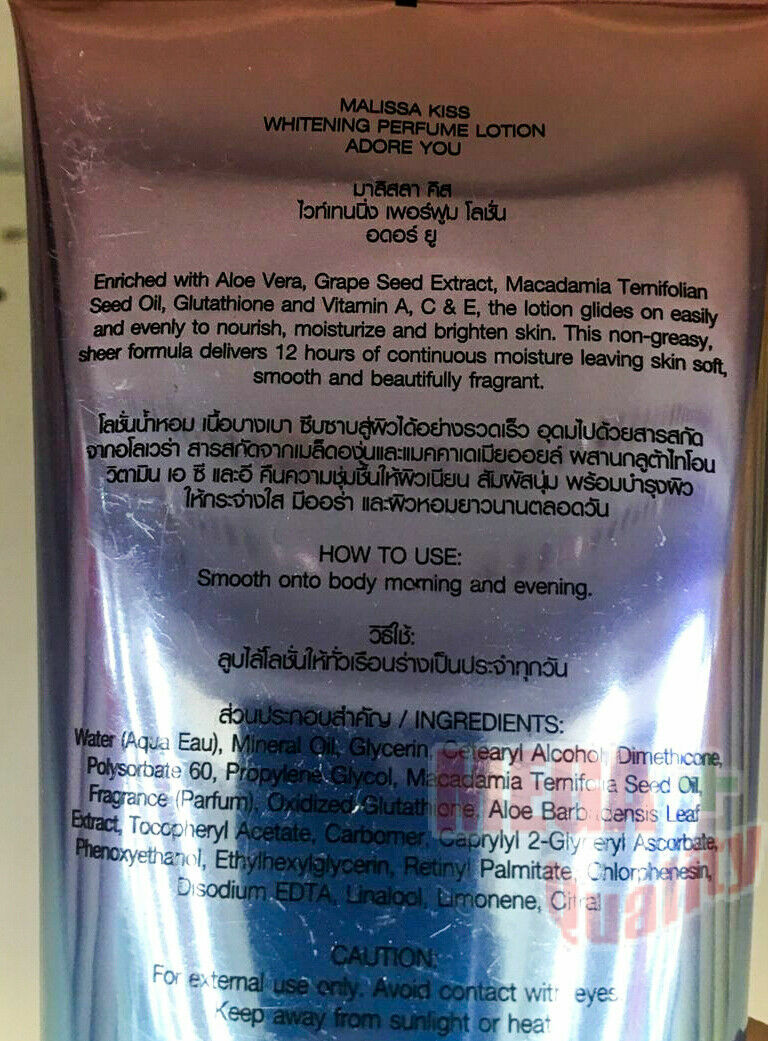 MALISSA KISS
WHITENING PERFUME LOTION
ADORE YOU
มาลิสสา คิส
ไวท์เทนนิ่ง เพอร์ฟูม โลชั่น
อดอร์ ยู
Enriched with Aloe Vera, Grape Seed Extract, Macadamia Ternifolian
Seed Oil, Glutathione and Vitamin A, C & E, the lotion glides on easily
and evenly to nourish, moisturize and brighten skin. This non-greasy,
sheer formula delivers 12 hours of continuous moisture leaving skin soft,
smooth and beautifully fragrant.
โลชั่นน้ำหอม เนื้อบางเบา ซึมซาบสู่ผิวได้อย่างรวดเร็ว อุดมไปด้วยสารสกัด
จากอโลเวร่า สารสกัดจากเมล็ดองุ่นและแมคคาเดเมียออยล์ ผสานกลูต้าไทโอน
วิตามิน เอ ซี และอี คืนความชุ่มชื้นให้ผิวเนียน สัมผัสนุ่ม พร้อมบำรุงผิว
ให้กระจ่างใส มีออร่า และผิวหอมยาวนานตลอดวัน
HOW TO USE:
Smooth onto body morning and evening.
วิธีใช้:
ลูบไล้โลชั่นให้ทั่วเรือนร่างเป็นประจำทุกวัน
ส่วนประกอบสำคัญ / INGREDIENTS:
Water (Aqua Eau), Mineral Oil, Glycerin, Cetearyl Alcohol, Dimethicone,
Polysorbate 60, Propylene Glycol, Macadamia Ternifolia Seed Oil,
Fragrance (Parfum), Oxidized Glutathione, Aloe Barbadensis Leaf
Extract, Tocopheryl Acetate, Carbomer, Caprylyl 2-Glyceryl Ascorbate,
Phenoxyethanol, Ethylhexylglycerin, Retinyl Palmitate, Chlorphenesin,
Disodium EDTA, Linalool, Limonene, Citral
CAUTION:
For external use only. Avoid contact with eyes
Keep away from sunlight or heat
Quanity